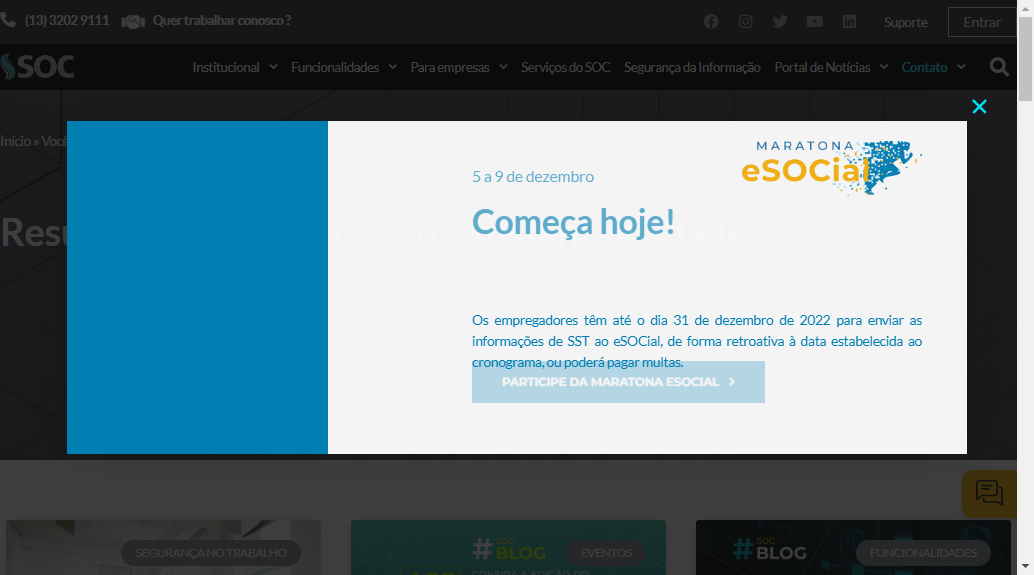 (13) 3202 9111 Quer trabalhar conosco ?
Suporte Entrar
SOC
Institucional Funcionalidades Para empresas Serviços do SOC Segurança da Informação Portal de Notícias Contato
Início » Você
MARATONA
eSOCial
5 a 9 de dezembro
Começa hoje!
Os empregadores têm até o dia 31 de dezembro de 2022 para enviar as
informações de SST ao eSOCial, de forma retroativa à data estabelecida ao
cronograma, ou poderá pagar multas.
PARTICIPE DA MARATONA ESOCIAL
SEGURANÇA NO TRABALHO
#SOC BLOG
EVENTOS
CONFIRA A EDIÇÃO DO
#SOC BLOG
FUNCIONALIDADES